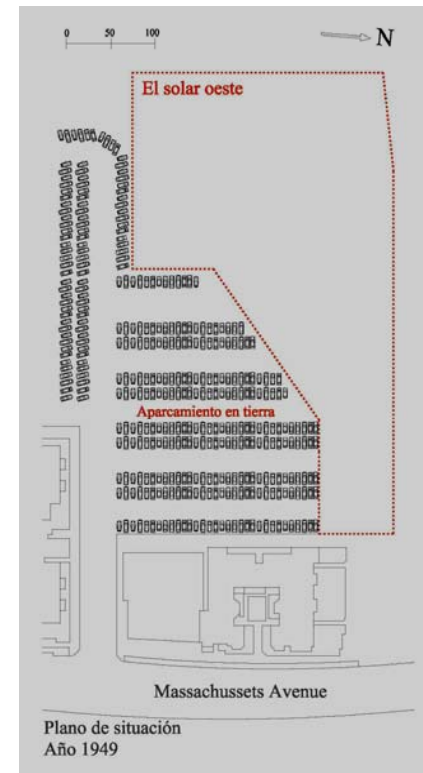 0 50 100
N
El solar oeste
Aparcamiento en tierra
Massachussets Avenue
Plano de situación
Año 1949